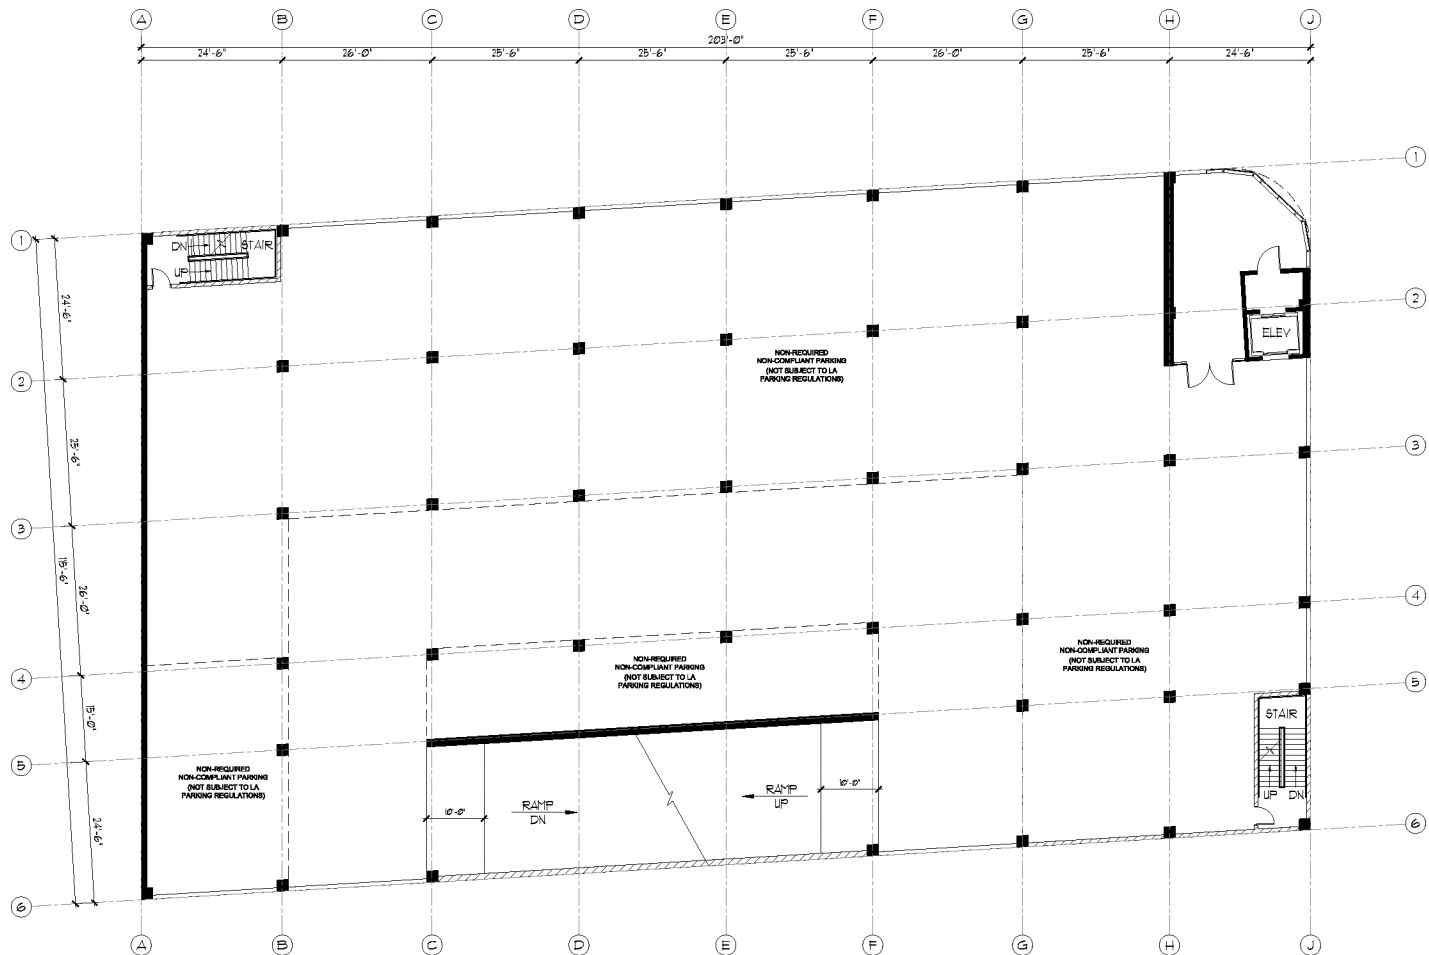 A B C D E F G H J
203'-0"
24'-6" 26'-0" 25'-6" 25'-6" 25'-6" 26'-0" 25'-6" 24'-6"
1
1
DN STAIR
UP
2
24'-6"
ELEV
2
NON-REQUIRED
NON-COMPLIANT PARKING
(NOT SUBJECT TO LA
PARKING REGULATIONS)
3
25'-6"
3
115'-6"
26'-0"
4
4
NON-REQUIRED
NON-COMPLIANT PARKING
(NOT SUBJECT TO LA
PARKING REGULATIONS)
NON-REQUIRED
NON-COMPLIANT PARKING
(NOT SUBJECT TO LA
PARKING REGULATIONS)
5
15'-0"
STAIR
UP DN
5
NON-REQUIRED
NON-COMPLIANT PARKING
(NOT SUBJECT TO LA
PARKING REGULATIONS)
10'-0"
RAMP
DN
RAMP
UP
10'-0"
24'-6"
6
6
A B C D E F G H J